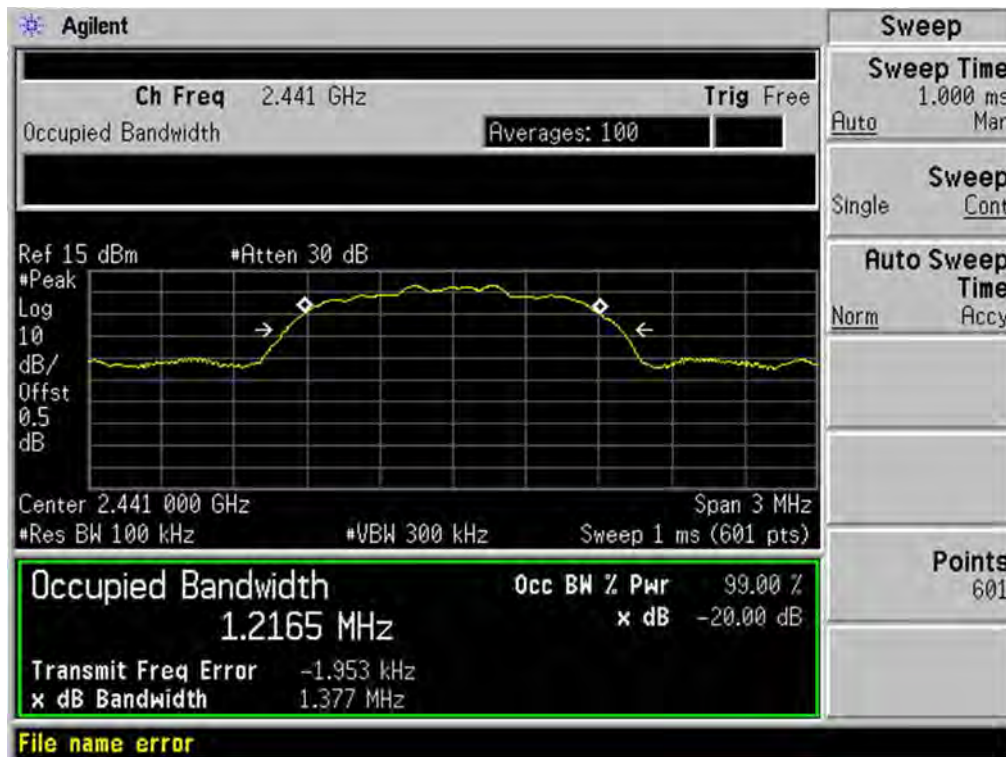 Agilent
Ch Freq 2.441 GHz Trig Free
Occupied Bandwidth Averages: 100
Ref 15 dBm #Atten 30 dB
#Peak
Log
10
dB/
Offst
0.5
dB
Center 2.441 000 GHz Span 3 MHz
#Res BW 100 kHz #VBW 300 kHz Sweep 1 ms (601 pts)
Occupied Bandwidth Occ BW % Pwr 99.00 %
1.2165 MHz x dB -20.00 dB
Transmit Freq Error -1.953 kHz
x dB Bandwidth 1.377 MHz
File name error
Sweep
Sweep Time
1.000 ms
Auto Man
Sweep
Single Cont
Auto Sweep
Time
Norm Accy
Points
601